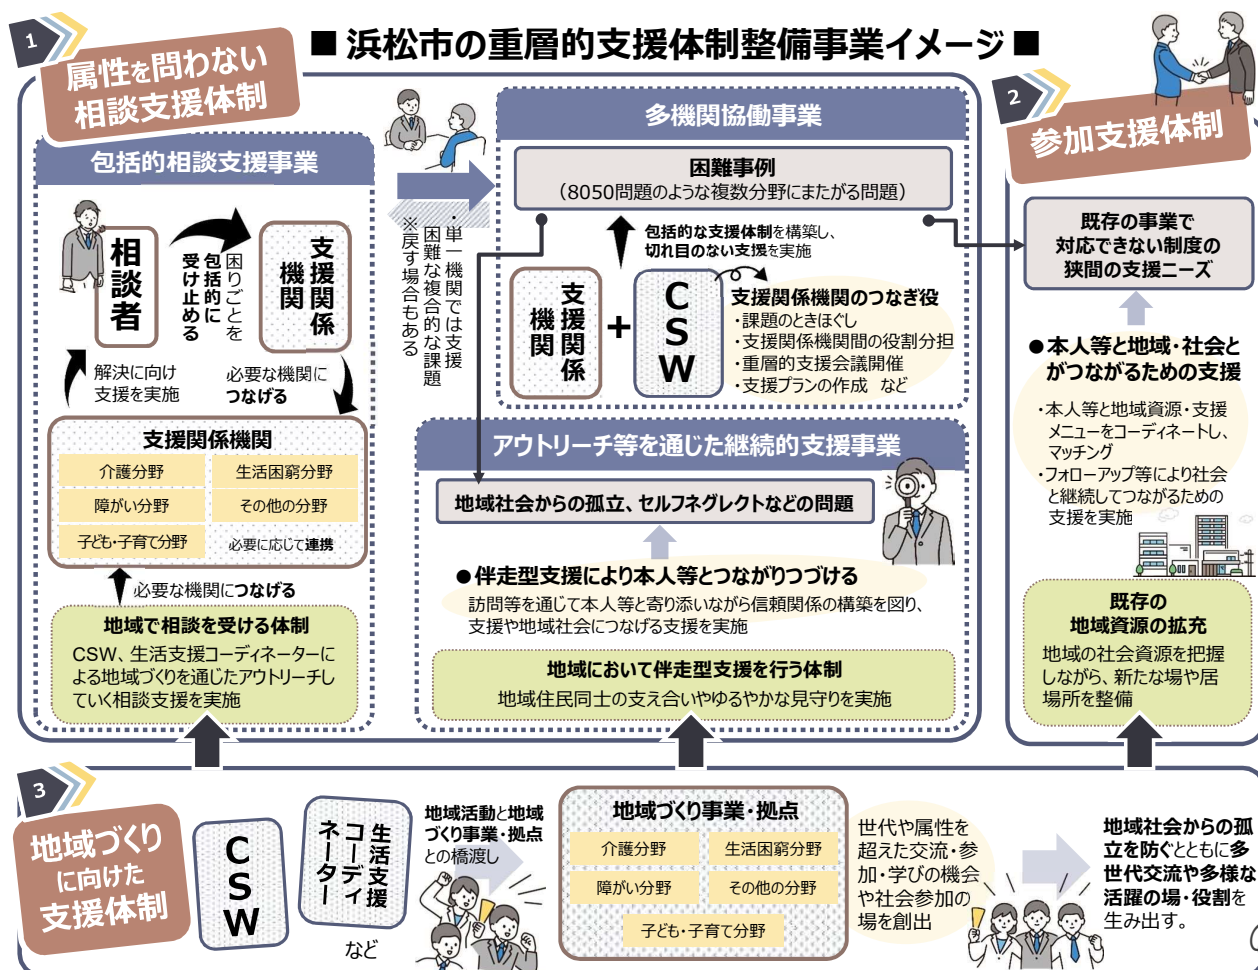 ■ 浜松市の重層的支援体制整備事業イメージ ■
1
属性を問わない
相談支援体制
包括的相談支援事業
相談者
困りごとを
包括的に
受け止める
支援関係
機関
解決に向け
支援を実施
必要な機関に
つなげる
支援関係機関
介護分野
生活困窮分野
障がい分野
その他の分野
子ども・子育て分野
必要に応じて連携
必要な機関につなげる
地域で相談を受ける体制
CSW、生活支援コーディネーターに
よる地域づくりを通じたアウトリーチし
ていく相談支援を実施
・単一機関では支援
困難な複合的な課題
※戻す場合もある
多機関協働事業
困難事例
（8050問題のような複数分野にまたがる問題）
包括的な支援体制を構築し、
切れ目のない支援を実施
支援関係
機関
+
CSW
支援関係機関のつなぎ役
・課題のときほぐし
・支援関係機関間の役割分担
・重層的支援会議開催
・支援プランの作成 など
アウトリーチ等を通じた継続的支援事業
地域社会からの孤立、セルフネグレクトなどの問題
●伴走型支援により本人等とつながりつづける
訪問等を通じて本人等と寄り添いながら信頼関係の構築を図り、
支援や地域社会につなげる支援を実施
地域において伴走型支援を行う体制
地域住民同士の支え合いやゆるやかな見守りを実施
2
参加支援体制
既存の事業で
対応できない制度の
狭間の支援ニーズ
●本人等と地域・社会と
がつながるための支援
・本人等と地域資源・支援
メニューをコーディネートし、
マッチング
・フォローアップ等により社会
と継続してつながるための
支援を実施
既存の
地域資源の拡充
地域の社会資源を把握
しながら、新たな場や居
場所を整備
3
地域づくり
に向けた
支援体制
CSW
生活支援
コーディ
ネーター
など
地域活動と地域
づくり事業・拠点
との橋渡し
地域づくり事業・拠点
介護分野
生活困窮分野
障がい分野
その他の分野
子ども・子育て分野
世代や属性を
超えた交流・参
加・学びの機会
や社会参加の
場を創出
地域社会からの孤
立を防ぐとともに多
世代交流や多様な
活躍の場・役割を
生み出す。